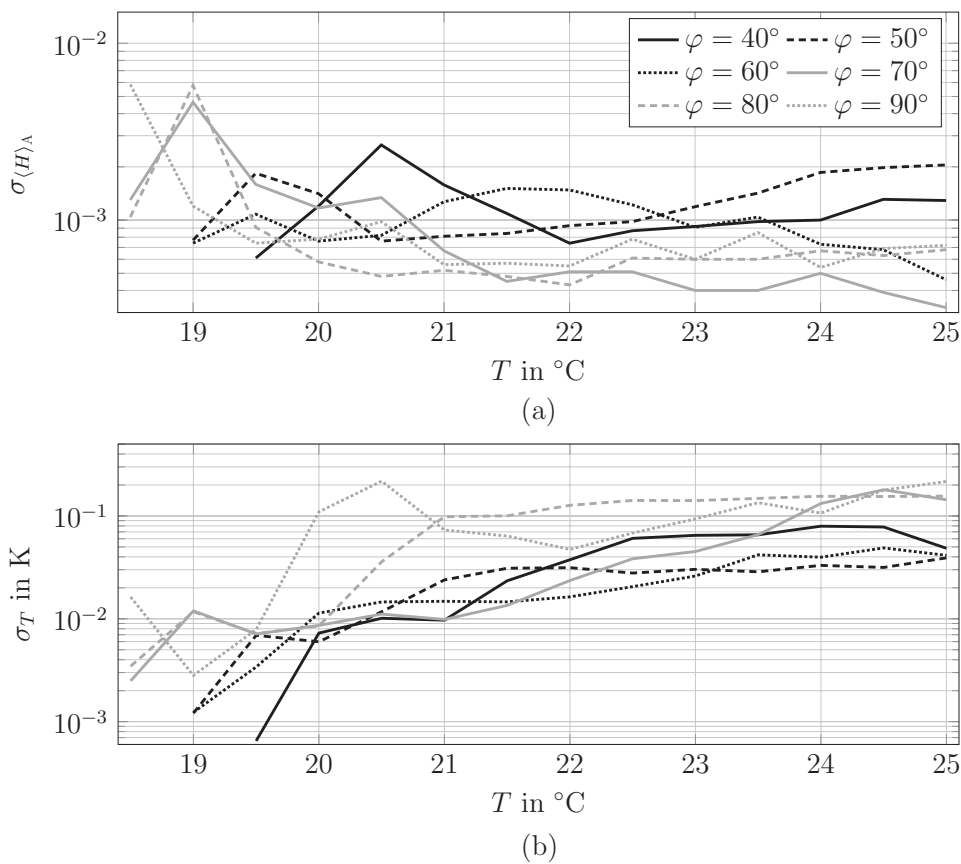 10⁻²
10⁻³
σ⟨H⟩A
φ = 40° φ = 50°
φ = 60° φ = 70°
φ = 80° φ = 90°
19 20 21 22 23 24 25
T in °C
(a)
10⁻¹
10⁻²
10⁻³
σT in K
19 20 21 22 23 24 25
T in °C
(b)